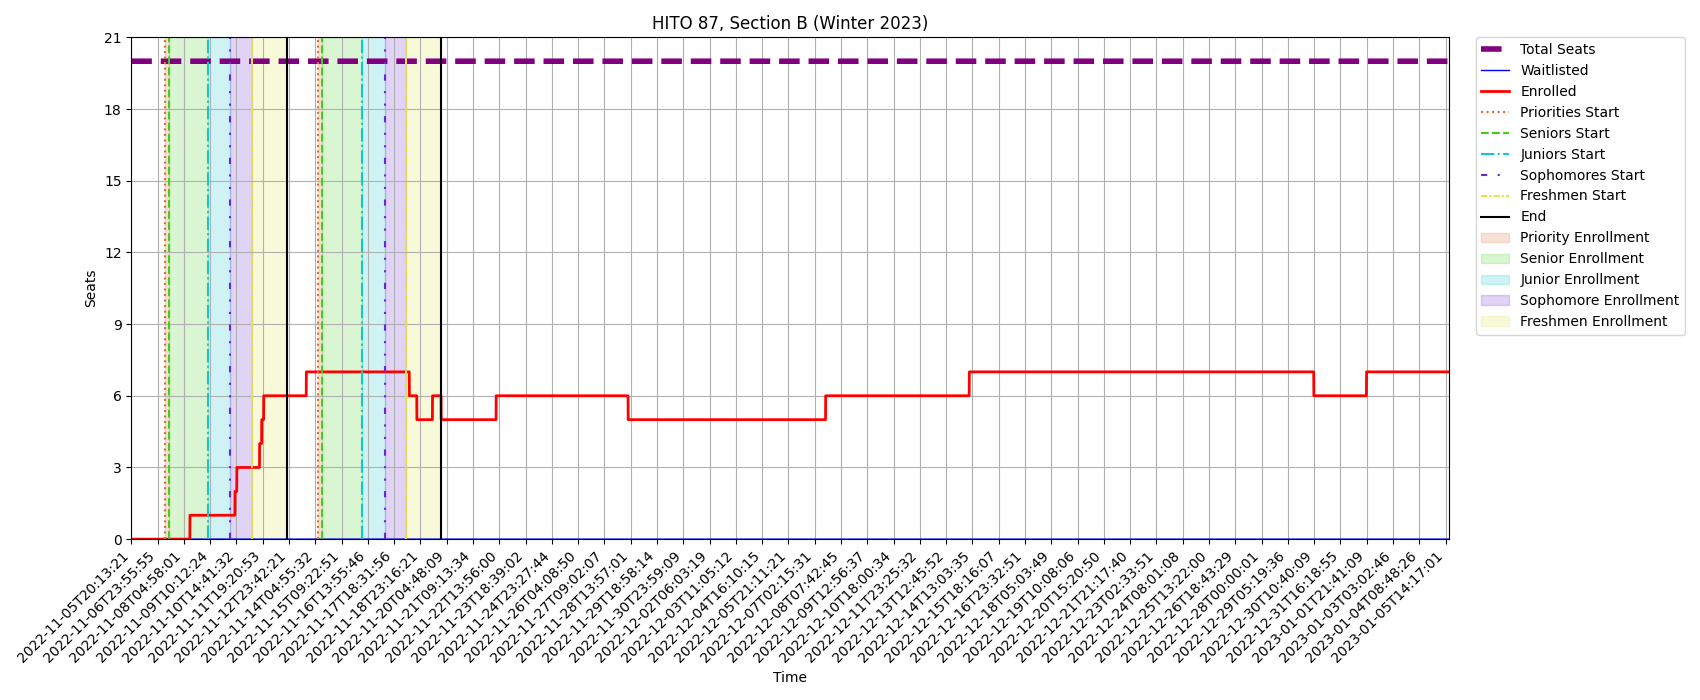 HITO 87, Section B (Winter 2023)
21
18
15
12
9
6
3
0
Seats
2022-11-05T20:13:21
2022-11-06T23:55:55
2022-11-08T04:58:01
2022-11-09T10:12:24
2022-11-10T14:41:32
2022-11-11T19:20:53
2022-11-12T23:42:21
2022-11-14T04:55:32
2022-11-15T09:22:51
2022-11-16T13:55:46
2022-11-17T18:31:56
2022-11-18T23:16:21
2022-11-20T04:48:09
2022-11-21T09:13:34
2022-11-22T13:56:00
2022-11-23T18:39:02
2022-11-24T23:27:44
2022-11-26T04:08:50
2022-11-27T09:02:07
2022-11-28T13:57:01
2022-11-29T18:58:14
2022-11-30T23:59:09
2022-12-02T06:03:19
2022-12-03T11:05:12
2022-12-04T16:10:15
2022-12-05T21:11:21
2022-12-07T02:15:31
2022-12-08T07:42:45
2022-12-09T12:56:37
2022-12-10T18:00:34
2022-12-11T23:25:32
2022-12-13T12:45:52
2022-12-14T13:03:35
2022-12-15T18:16:07
2022-12-16T23:32:51
2022-12-18T05:03:49
2022-12-19T10:08:06
2022-12-20T15:20:50
2022-12-21T21:17:40
2022-12-23T02:33:51
2022-12-24T08:01:08
2022-12-25T13:22:00
2022-12-26T18:43:29
2022-12-28T00:00:01
2022-12-29T05:19:36
2022-12-30T10:40:09
2022-12-31T16:18:55
2023-01-01T21:41:09
2023-01-03T03:02:46
2023-01-04T08:48:26
2023-01-05T14:17:01
Time
Total Seats
Waitlisted
Enrolled
Priorities Start
Seniors Start
Juniors Start
Sophomores Start
Freshmen Start
End
Priority Enrollment
Senior Enrollment
Junior Enrollment
Sophomore Enrollment
Freshmen Enrollment